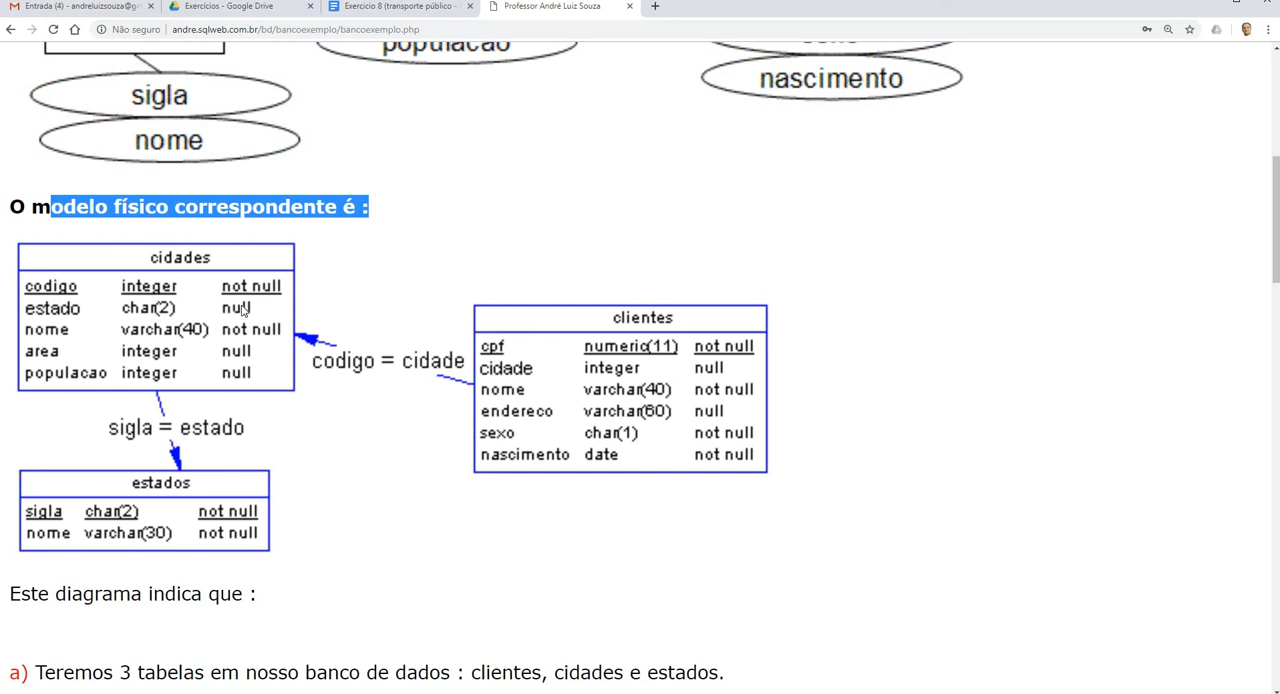 Entrada (4) - andreluizsouza@g
Exercícios - Google Drive
Exercicio 8 (transporte público -
Professor André Luiz Souza
Não seguro
andre.sqlweb.com.br/bd/bancoexemplo/bancoexemplo.php
populacao
nascimento
sigla
nome
O modelo físico correspondente é :
cidades
codigo integer not null
estado char(2) null
nome varchar(40) not null
area integer null
populacao integer null
codigo = cidade
clientes
cpf numeric(11) not null
cidade integer null
nome varchar(40) not null
endereco varchar(60) null
sexo char(1) not null
nascimento date not null
sigla = estado
estados
sigla char(2) not null
nome varchar(30) not null
Este diagrama indica que :
a) Teremos 3 tabelas em nosso banco de dados : clientes, cidades e estados.